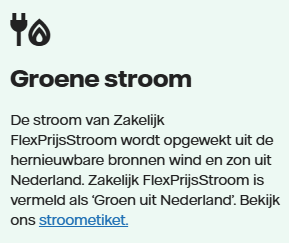 Groene stroom
De stroom van Zakelijk
FlexPrijsStroom wordt opgewekt uit de
hernieuwbare bronnen wind en zon uit
Nederland. Zakelijk FlexPrijsStroom is
vermeld als ‘Groen uit Nederland’. Bekijk
ons stroometiket.